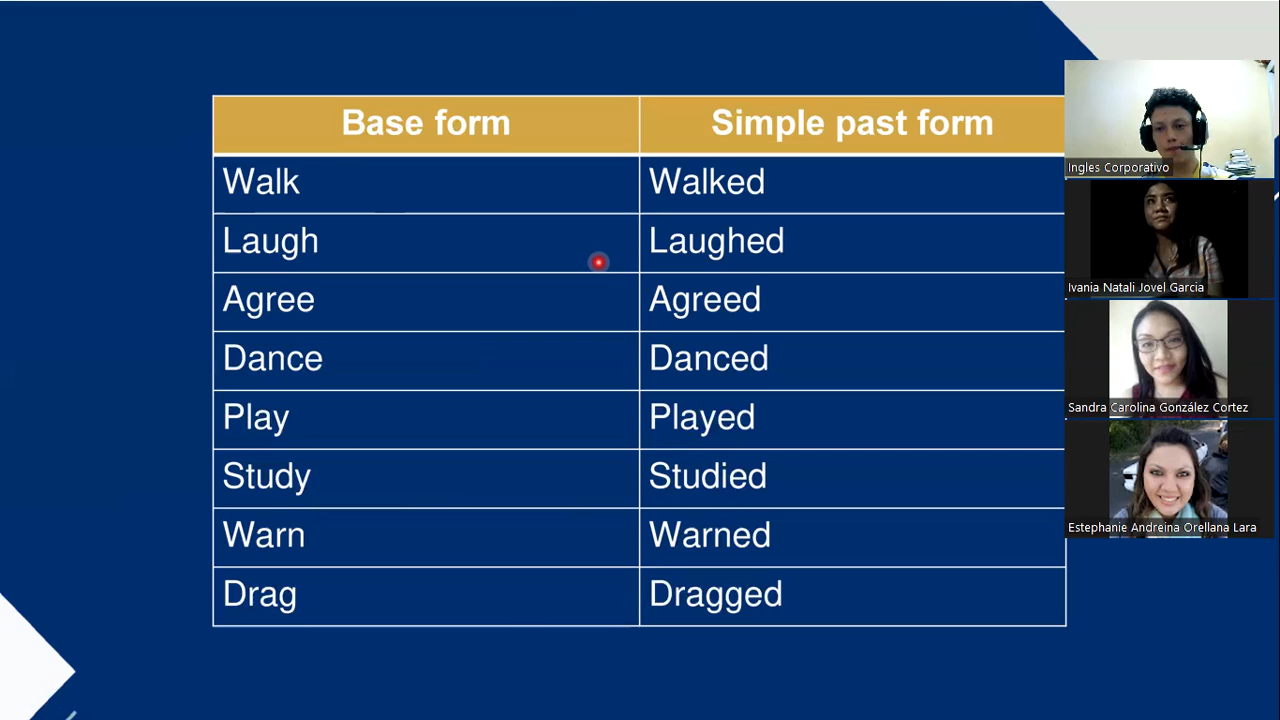 Base form Simple past form
Walk Walked
Laugh Laughed
Agree Agreed
Dance Danced
Play Played
Study Studied
Warn Warned
Drag Dragged
Ingles Corporativo
Ivania Natali Jovel Garcia
Sandra Carolina González Cortez
Estephanie Andreina Orellana Lara